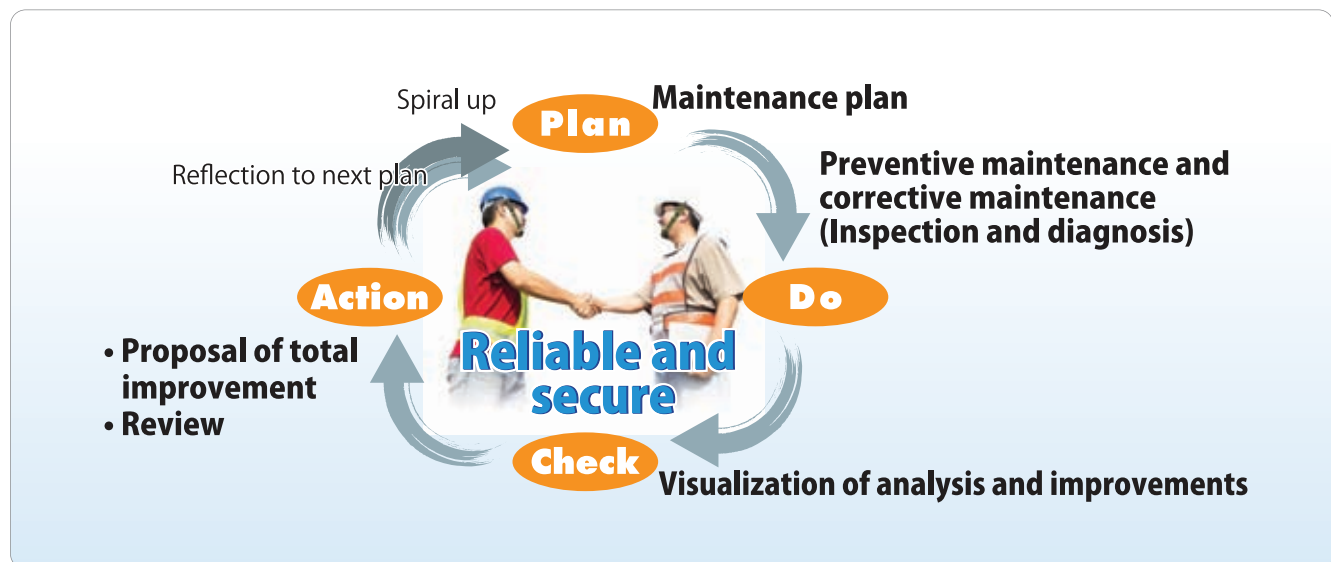 Spiral up
Plan
Maintenance plan
Reflection to next plan
Preventive maintenance and
corrective maintenance
(Inspection and diagnosis)
Action
Do
• Proposal of total
improvement
• Review
Reliable and
secure
Check
Visualization of analysis and improvements